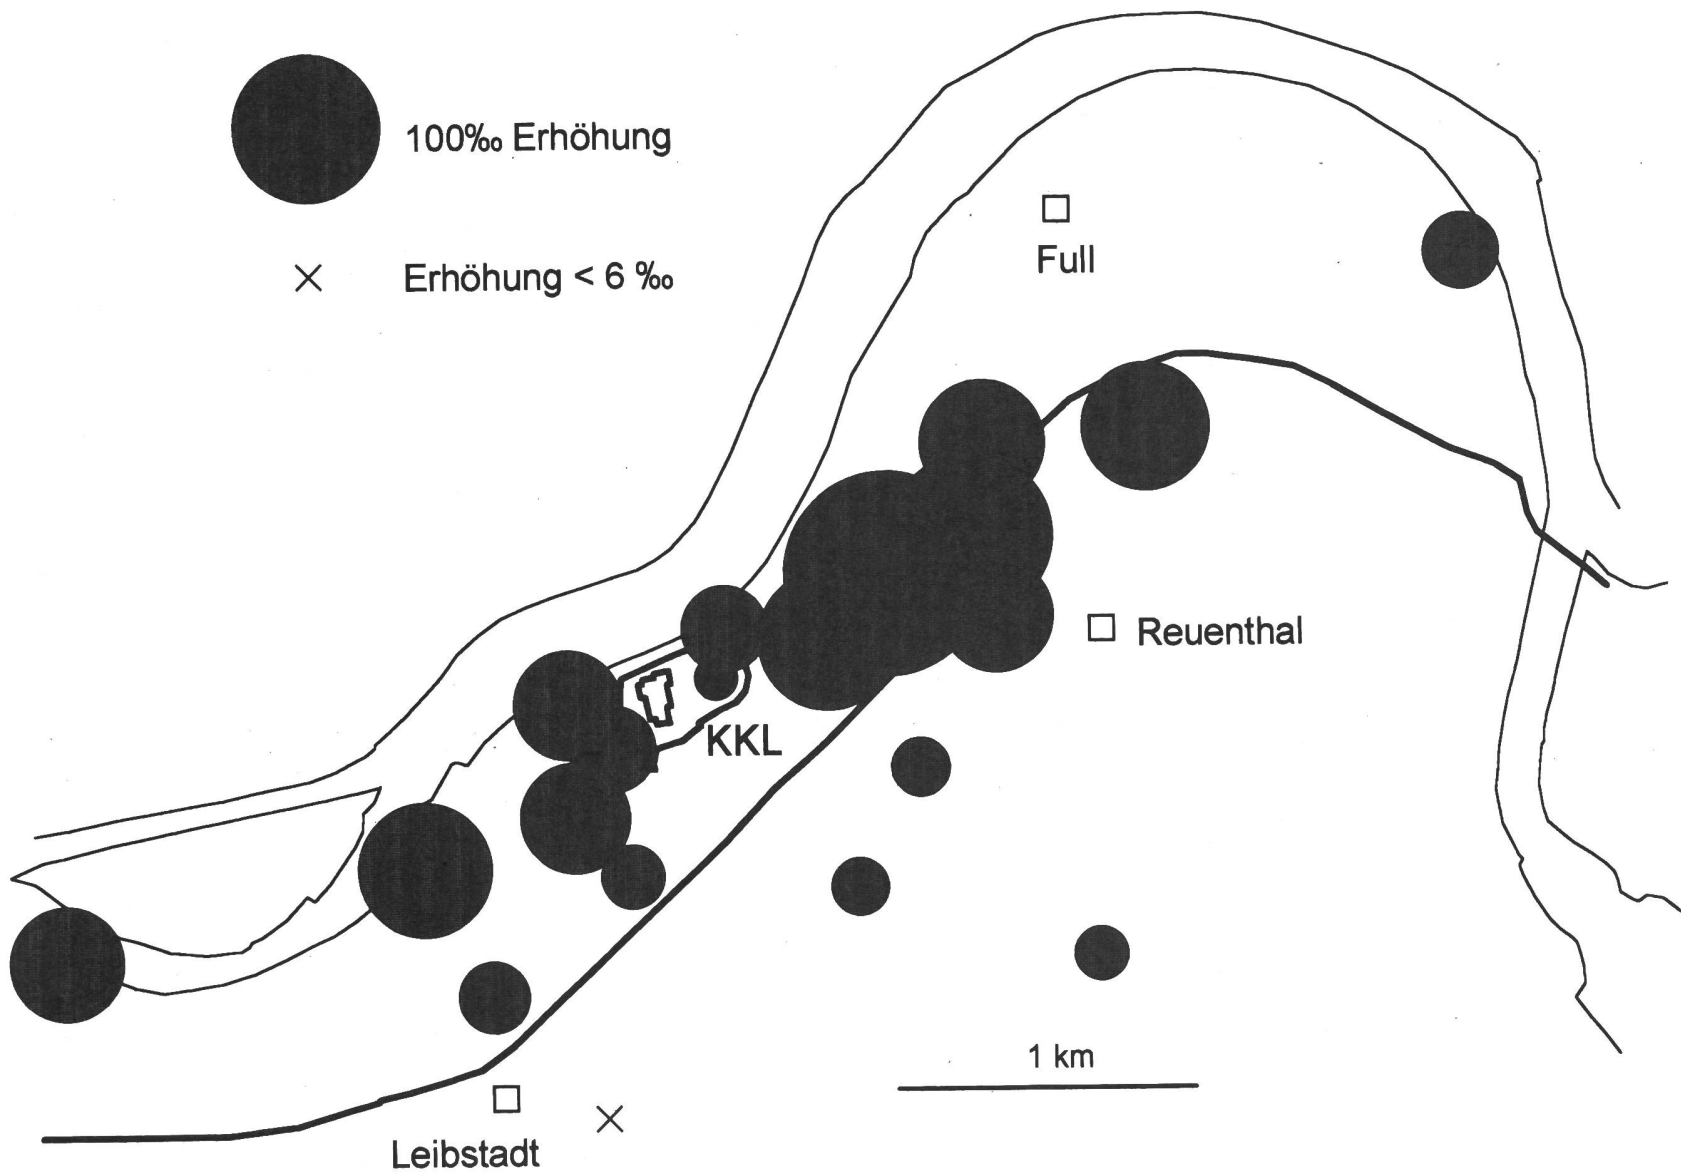 100‰ Erhöhung
Erhöhung < 6 ‰
Full
Reuenthal
KKL
1 km
Leibstadt